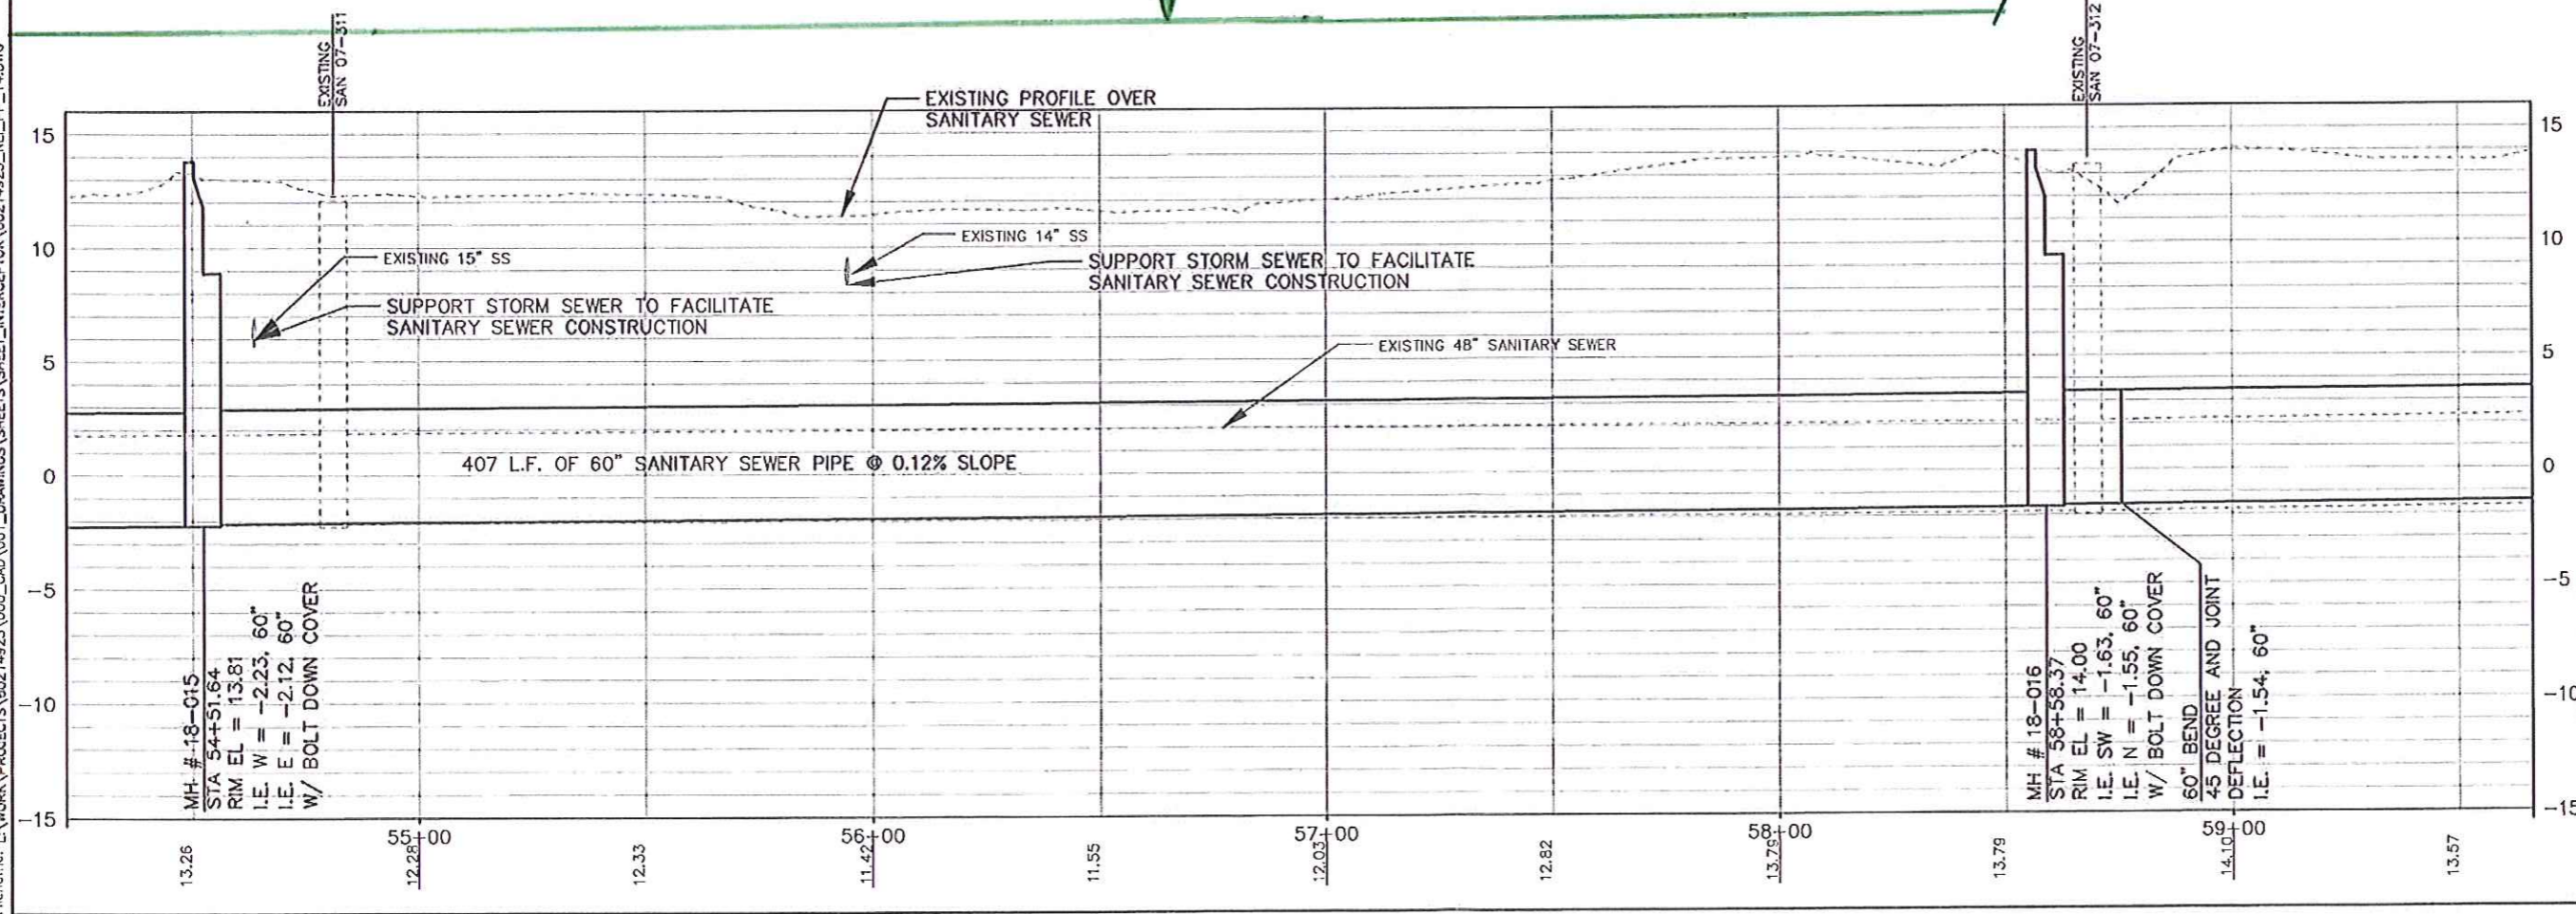 EXISTING
SAN 07-311
EXISTING
SAN 07-312
EXISTING PROFILE OVER
SANITARY SEWER
EXISTING 14" SS
SUPPORT STORM SEWER TO FACILITATE
SANITARY SEWER CONSTRUCTION
EXISTING 15" SS
SUPPORT STORM SEWER TO FACILITATE
SANITARY SEWER CONSTRUCTION
EXISTING 48" SANITARY SEWER
407 L.F. OF 60" SANITARY SEWER PIPE @ 0.12% SLOPE
15
10
5
0
-5
-10
-15
15
10
5
0
-5
-10
-15
MH # 18-015
STA 54+51.64
RIM EL = 13.81
I.E. W = -2.23, 60"
I.E. E = -2.12, 60"
W/ BOLT DOWN COVER
MH # 18-016
STA 58+58.37
RIM EL = 14.00
I.E. SW = -1.63, 60"
I.E. N = -1.55, 60"
W/ BOLT DOWN COVER
60" BEND
45 DEGREE AND JOINT
DEFLECTION
I.E. = -1.54, 60"
55+00
56+00
57+00
58+00
59+00
13.26
12.28
12.33
11.42
11.55
12.03
12.82
13.79
13.79
14.10
13.57